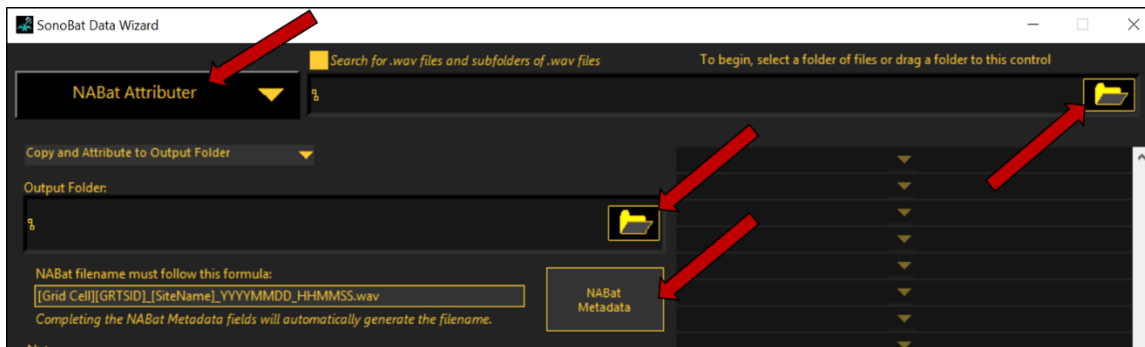 SonoBat Data Wizard
Search for .wav files and subfolders of .wav files
To begin, select a folder of files or drag a folder to this control
NABat Attributer
Copy and Attribute to Output Folder
Output Folder:
NABat filename must follow this formula:
[Grid Cell][GRTSID]_[SiteName]_YYYYMMDD_HHMMSS.wav
Completing the NABat Metadata fields will automatically generate the filename.
NABat
Metadata